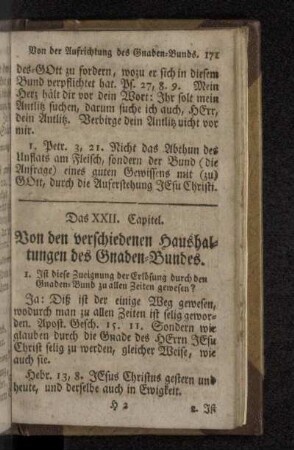 Von der Aufrichtung des Gnaden-Bunds. 171
des-GOtt zu fordern, wozu er sich in diesem
Bund verpflichtet hat. Ps. 27, 8. 9. Mein
Hertz hält dir vor dein Wort: Ihr solt mein
Antlitz suchen, darum suche ich auch, HErr,
dein Antlitz. Verbirge dein Antlitz nicht vor
mir.
1. Petr. 3, 21. Nicht das Abthun des
Unflats am Fleisch, sondern der Bund (die
Anfrage) eines guten Gewissens mit (zu)
GOtt, durch die Auferstehung JEsu Christi.
Das XXII. Capitel.
Von den verschiedenen Haushal-
tungen des Gnaden-Bundes.
1. Ist diese Zueignung der Erlösung durch den
Gnaden-Bund zu allen Zeiten gewesen?
Ja: Diß ist der einige Weg gewesen,
wodurch man zu allen Zeiten ist selig gewor-
den. Apost. Gesch. 15. 11. Sondern wir
glauben durch die Gnade des HErrn JEsu
Christ selig zu werden, gleicher Weise, wie
auch sie.
Hebr. 13, 8. JEsus Christus gestern und
heute, und derselbe auch in Ewigkeit.
H 2
2. Ist